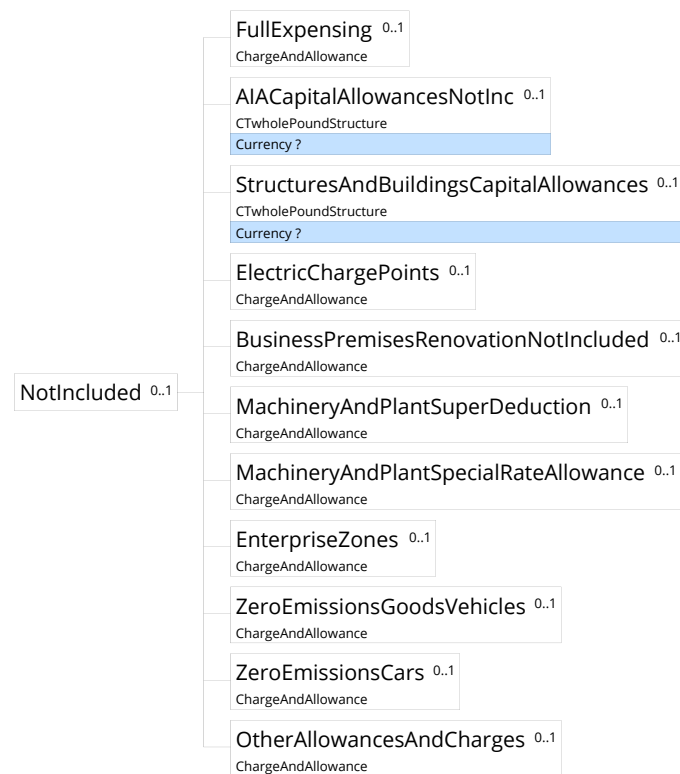 FullExpensing 0..1
ChargeAndAllowance
AIACapitalAllowancesNotInc 0..1
CTwholePoundStructure
Currency ?
StructuresAndBuildingsCapitalAllowances 0..1
CTwholePoundStructure
Currency ?
ElectricChargePoints 0..1
ChargeAndAllowance
BusinessPremisesRenovationNotIncluded 0..1
ChargeAndAllowance
NotIncluded 0..1
MachineryAndPlantSuperDeduction 0..1
ChargeAndAllowance
MachineryAndPlantSpecialRateAllowance 0..1
ChargeAndAllowance
EnterpriseZones 0..1
ChargeAndAllowance
ZeroEmissionsGoodsVehicles 0..1
ChargeAndAllowance
ZeroEmissionsCars 0..1
ChargeAndAllowance
OtherAllowancesAndCharges 0..1
ChargeAndAllowance